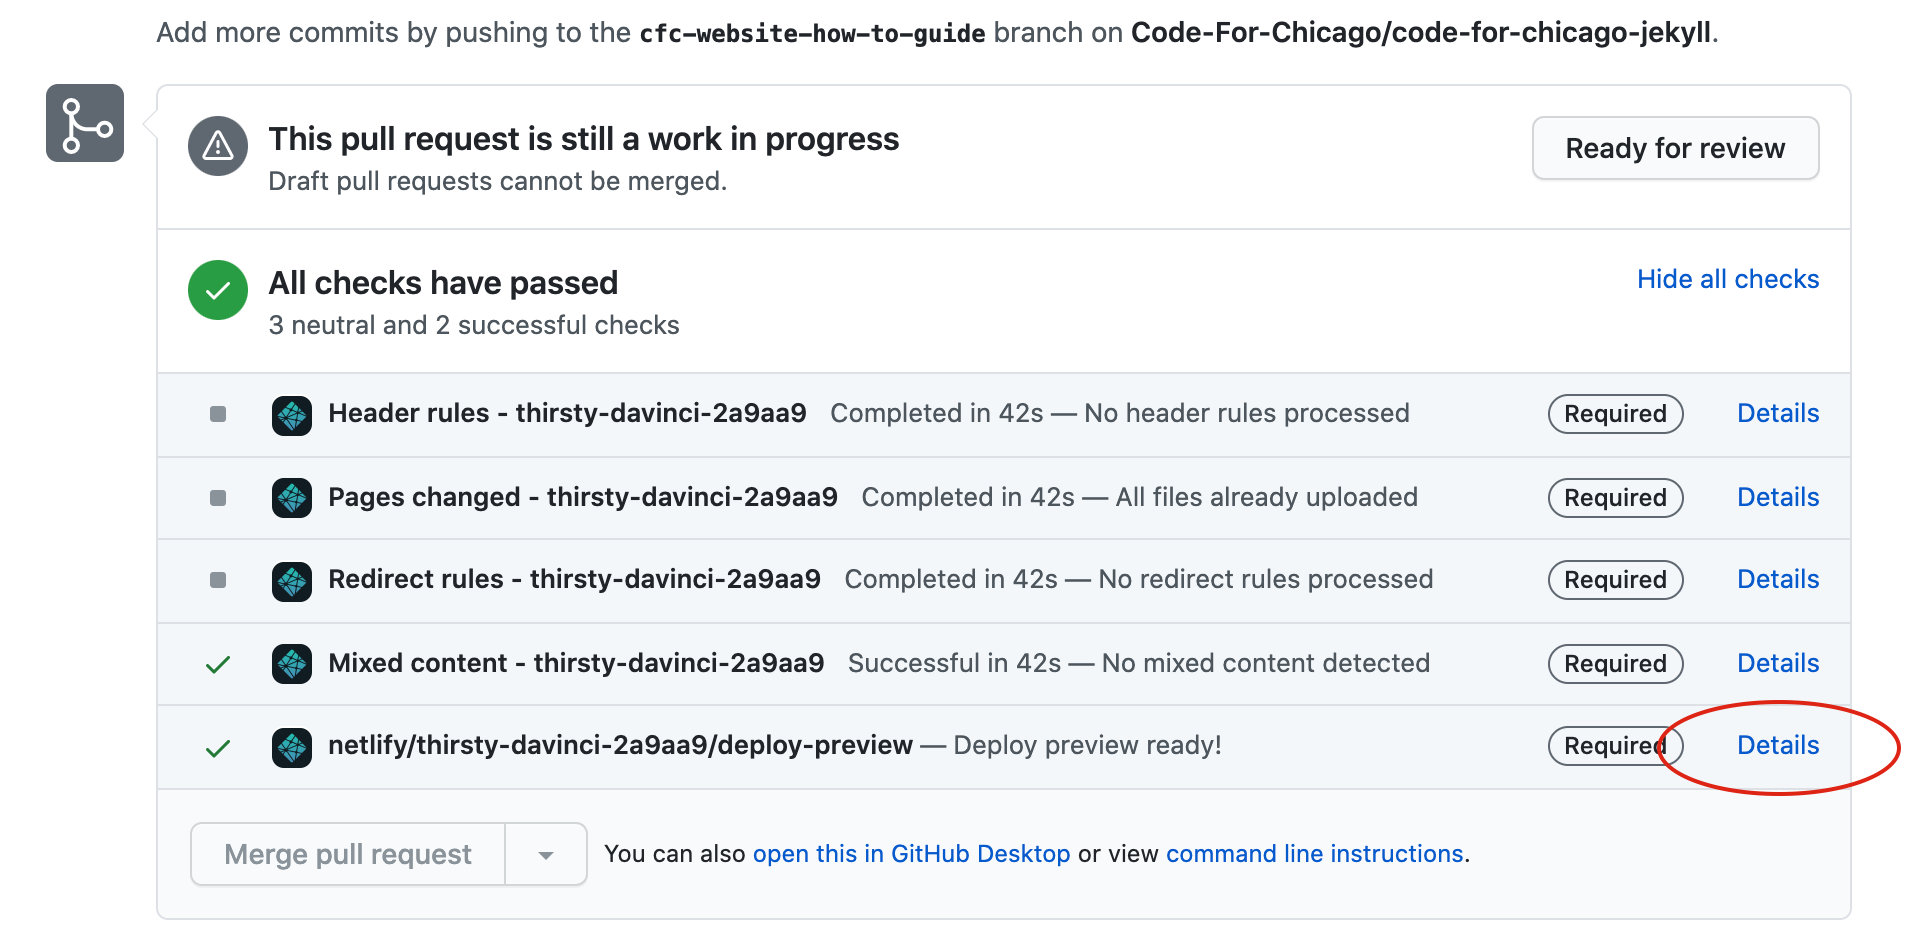 Add more commits by pushing to the cfc-website-how-to-guide branch on Code-For-Chicago/code-for-chicago-jekyll.
This pull request is still a work in progress
Draft pull requests cannot be merged.
Ready for review
All checks have passed
3 neutral and 2 successful checks
Hide all checks
Header rules - thirsty-davinci-2a9aa9 Completed in 42s — No header rules processed Required Details
Pages changed - thirsty-davinci-2a9aa9 Completed in 42s — All files already uploaded Required Details
Redirect rules - thirsty-davinci-2a9aa9 Completed in 42s — No redirect rules processed Required Details
Mixed content - thirsty-davinci-2a9aa9 Successful in 42s — No mixed content detected Required Details
netlify/thirsty-davinci-2a9aa9/deploy-preview — Deploy preview ready! Required Details
Merge pull request You can also open this in GitHub Desktop or view command line instructions.